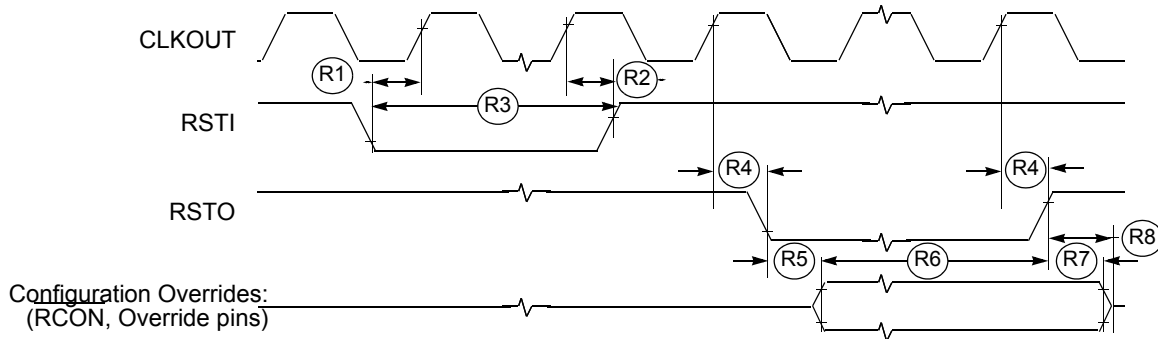 CLKOUT
R1
R2
R3
RSTI
R4
R4
RSTO
R5
R6
R7
R8
Configuration Overrides:
(RCON, Override pins)